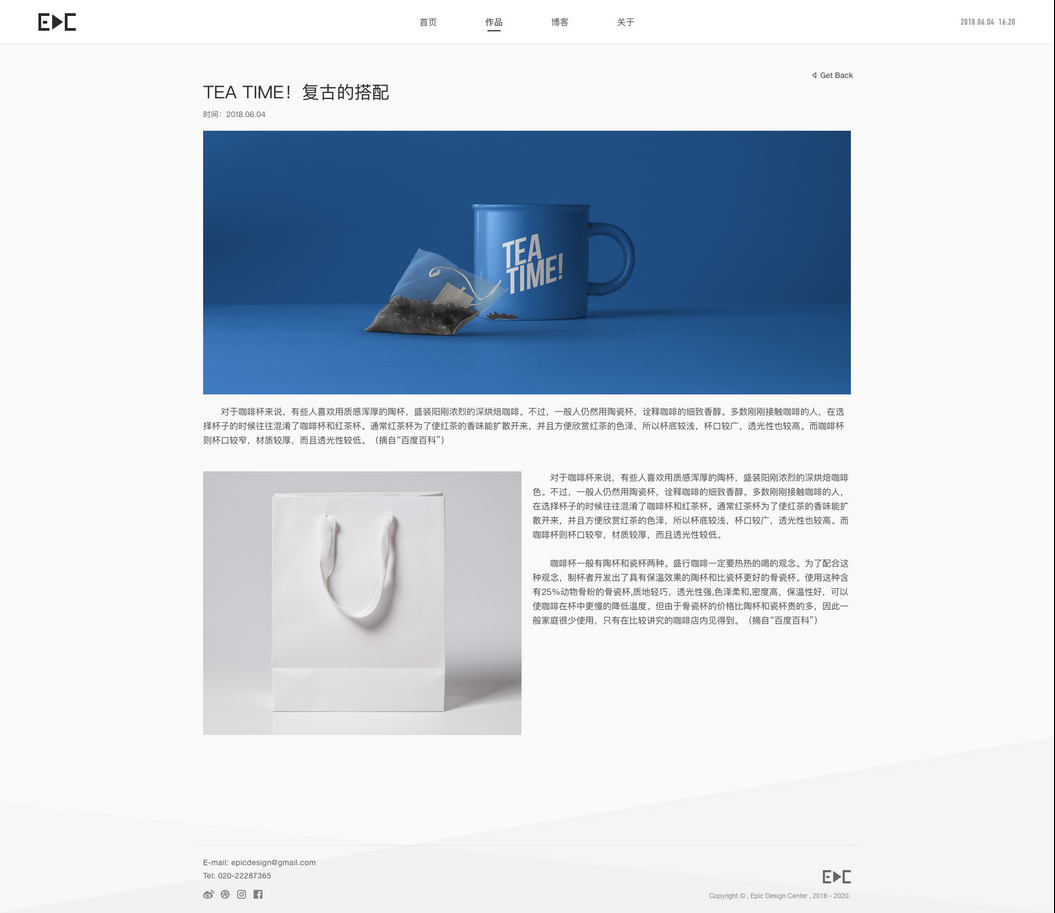 EDC
首页 作品 博客 关于
2018.06.04 16:20
Get Back
TEA TIME！复古的搭配
时间：2018.06.04
TEA
TIME!
对于咖啡杯来说，有些人喜欢用质感浑厚的陶杯，盛装阳刚浓烈的深烘焙咖啡。不过，一般人仍然用陶瓷杯，诠释咖啡的细致香醇。多数刚刚接触咖啡的人，在选
择杯子的时候往往混淆了咖啡杯和红茶杯。通常红茶杯为了使红茶的香味能扩散开来，并且方便欣赏红茶的色泽，所以杯底较浅，杯口较广，透光性也较高。而咖啡杯
则杯口较窄，材质较厚，而且透光性较低。（摘自“百度百科”）
对于咖啡杯来说，有些人喜欢用质感浑厚的陶杯，盛装阳刚浓烈的深烘焙咖啡
色。不过，一般人仍然用陶瓷杯，诠释咖啡的细致香醇。多数刚刚接触咖啡的人，
在选择杯子的时候往往混淆了咖啡杯和红茶杯。通常红茶杯为了使红茶的香味能扩
散开来，并且方便欣赏红茶的色泽，所以杯底较浅，杯口较广，透光性也较高。而
咖啡杯则杯口较窄，材质较厚，而且透光性较低。
咖啡杯一般有陶杯和瓷杯两种。盛行咖啡一定要热热的喝的观念。为了配合这
种观念，制杯者开发出了具有保温效果的陶杯和比瓷杯更好的骨瓷杯。使用这种含
有25%动物骨粉的骨瓷杯,质地轻巧，透光性强,色泽柔和,密度高，保温性好，可以
使咖啡在杯中更慢的降低温度。但由于骨瓷杯的价格比陶杯和瓷杯贵的多，因此一
般家庭很少使用，只有在比较讲究的咖啡店内见得到。（摘自“百度百科”）
E-mail: epicdesign@gmail.com
Tel: 020-22287365
EDC
Copyright © , Epic Design Center , 2016 - 2020.